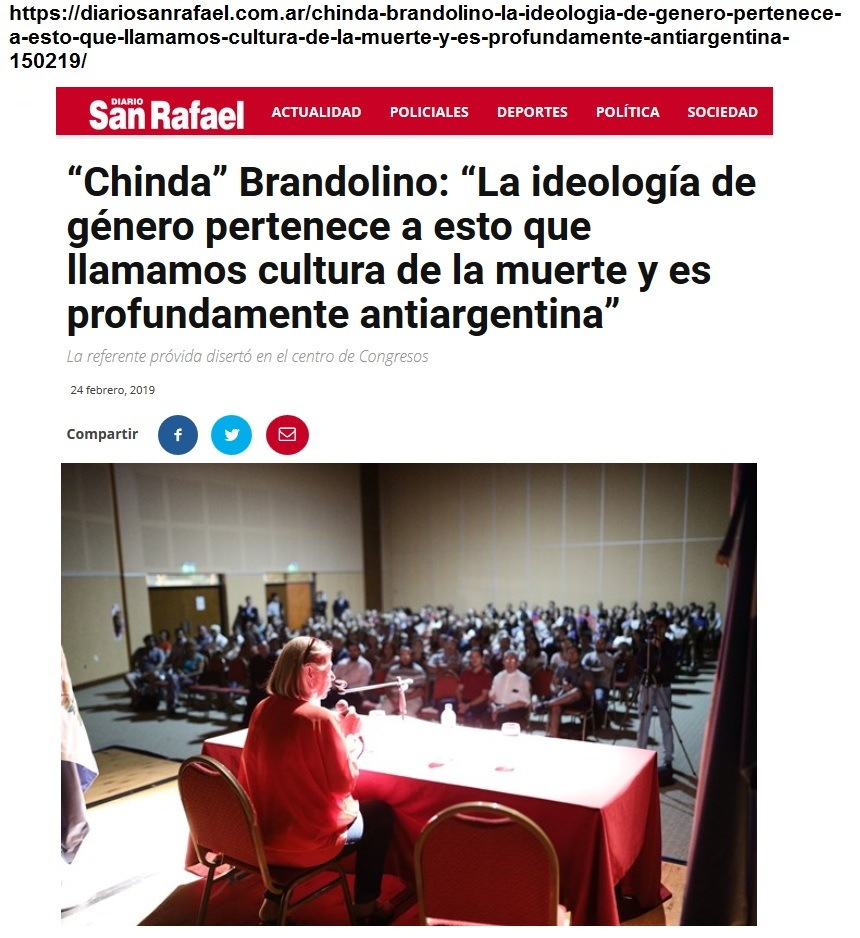 https://diariosanrafael.com.ar/chinda-brandolino-la-ideologia-de-genero-pertenece-
a-esto-que-llamamos-cultura-de-la-muerte-y-es-profundamente-antiargentina-
150219/
DIARIO
San Rafael
ACTUALIDAD POLICIALES DEPORTES POLÍTICA SOCIEDAD
“Chinda” Brandolino: “La ideología de
género pertenece a esto que
llamamos cultura de la muerte y es
profundamente antiargentina”
La referente próvida disertó en el centro de Congresos
24 febrero, 2019
Compartir